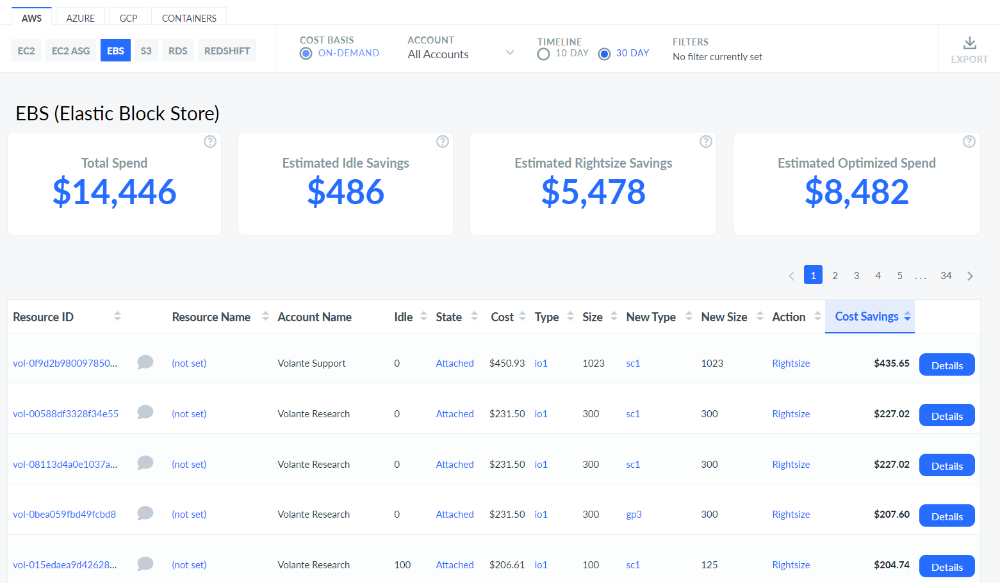 AWS AZURE GCP CONTAINERS
EC2 EC2 ASG EBS S3 RDS REDSHIFT
COST BASIS
ON-DEMAND
ACCOUNT
All Accounts
TIMELINE
10 DAY 30 DAY
FILTERS
No filter currently set
EXPORT
EBS (Elastic Block Store)
Total Spend
$14,446
Estimated Idle Savings
$486
Estimated Rightsize Savings
$5,478
Estimated Optimized Spend
$8,482
1 2 3 4 5 ... 34
Resource ID Resource Name Account Name Idle State Cost Type Size New Type New Size Action Cost Savings
vol-0f9d2b980097850... (not set) Volante Support 0 Attached $450.93 io1 1023 sc1 1023 Rightsize $435.65 Details
vol-00588df3328f34e55 (not set) Volante Research 0 Attached $231.50 io1 300 sc1 300 Rightsize $227.02 Details
vol-08113d4a0e1037a... (not set) Volante Research 0 Attached $231.50 io1 300 sc1 300 Rightsize $227.02 Details
vol-0bea059fbd49fcbd8 (not set) Volante Research 0 Attached $231.50 io1 300 gp3 300 Rightsize $207.60 Details
vol-015edaea9d42628... (not set) Volante Research 100 Attached $206.61 io1 100 sc1 125 Rightsize $204.74 Details